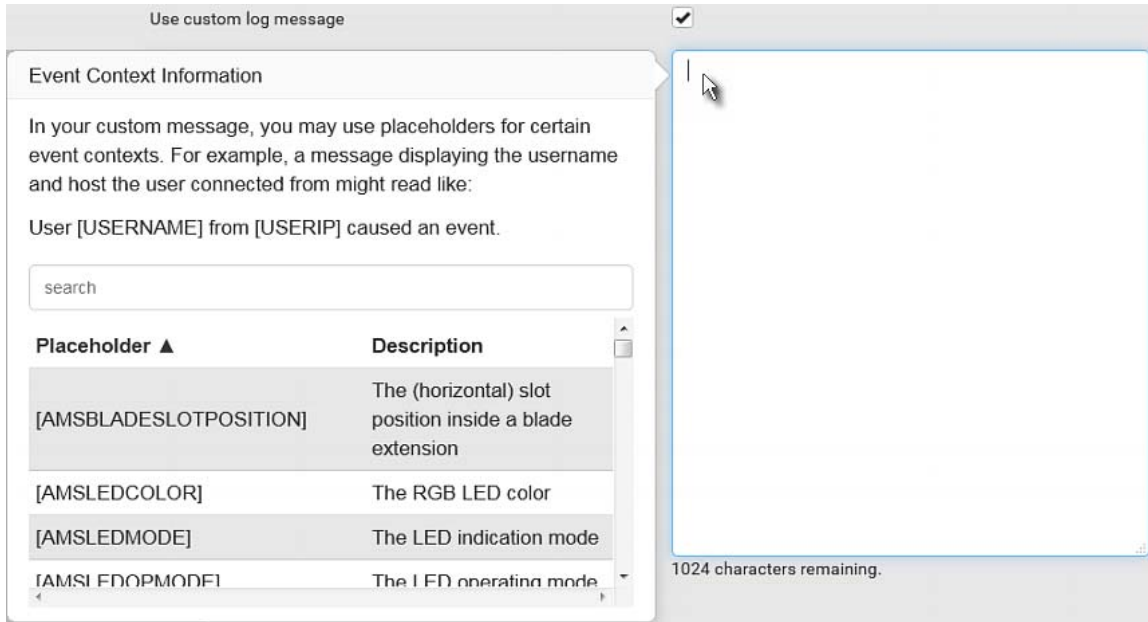 Use custom log message
Event Context Information
In your custom message, you may use placeholders for certain
event contexts. For example, a message displaying the username
and host the user connected from might read like:
User [USERNAME] from [USERIP] caused an event.
search
Placeholder ▲ Description
[AMSBLADESLOTPOSITION] The (horizontal) slot
position inside a blade
extension
[AMSLEDCOLOR] The RGB LED color
[AMSLEDMODE] The LED indication mode
[AMSLEDOPMODE] The LED operating mode
1024 characters remaining.